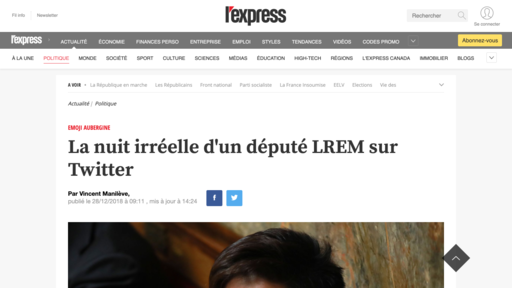 Fil info
Newsletter
l'express
Rechercher
Se connecter
l'express
ACTUALITÉ
ÉCONOMIE
FINANCES PERSO
ENTREPRISE
EMPLOI
STYLES
TENDANCES
VIDÉOS
CODES PROMO
Abonnez-vous
À LA UNE
POLITIQUE
MONDE
SOCIÉTÉ
SPORT
CULTURE
SCIENCES
MÉDIAS
ÉDUCATION
HIGH-TECH
RÉGIONS
L'EXPRESS CANADA
IMMOBILIER
BLOGS
A VOIR
La République en marche
Les Républicains
Front national
Parti socialiste
La France insoumise
EELV
Elections
Vie des
Actualité
Politique
EMOJI AUBERGINE
La nuit irréelle d'un député LREM sur
Twitter
Par Vincent Manilève,
publié le 28/12/2018 à 09:11 , mis à jour à 14:24